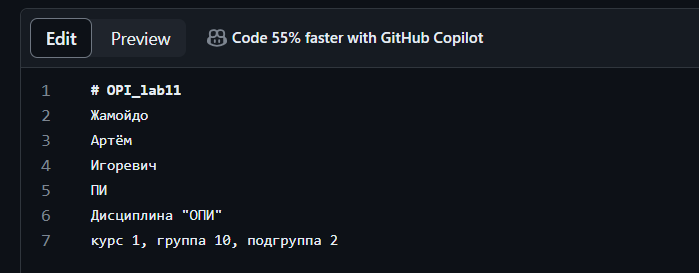 Edit Preview Code 55% faster with GitHub Copilot
1 # OPI_lab11
2 Жамойдо
3 Артём
4 Игоревич
5 ПИ
6 Дисциплина "ОПИ"
7 курс 1, группа 10, подгруппа 2